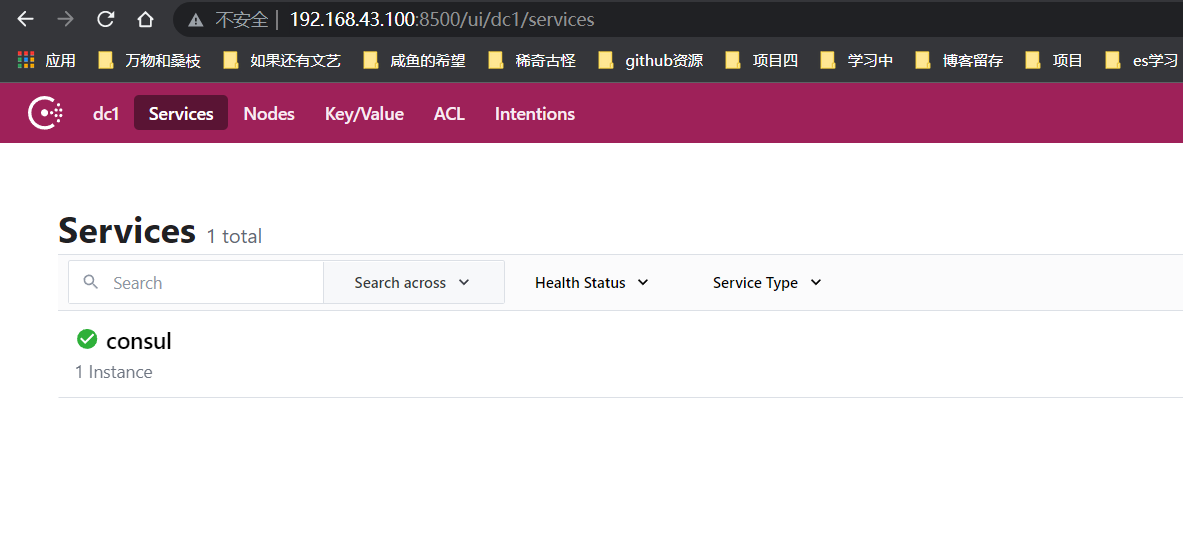 不安全 | 192.168.43.100:8500/ui/dc1/services
应用 万物和桑枝 如果还有文艺 咸鱼的希望 稀奇古怪 github资源 项目四 学习中 博客留存 项目 es学习
dc1 Services Nodes Key/Value ACL Intentions
Services 1 total
Search Search across Health Status Service Type
consul
1 Instance